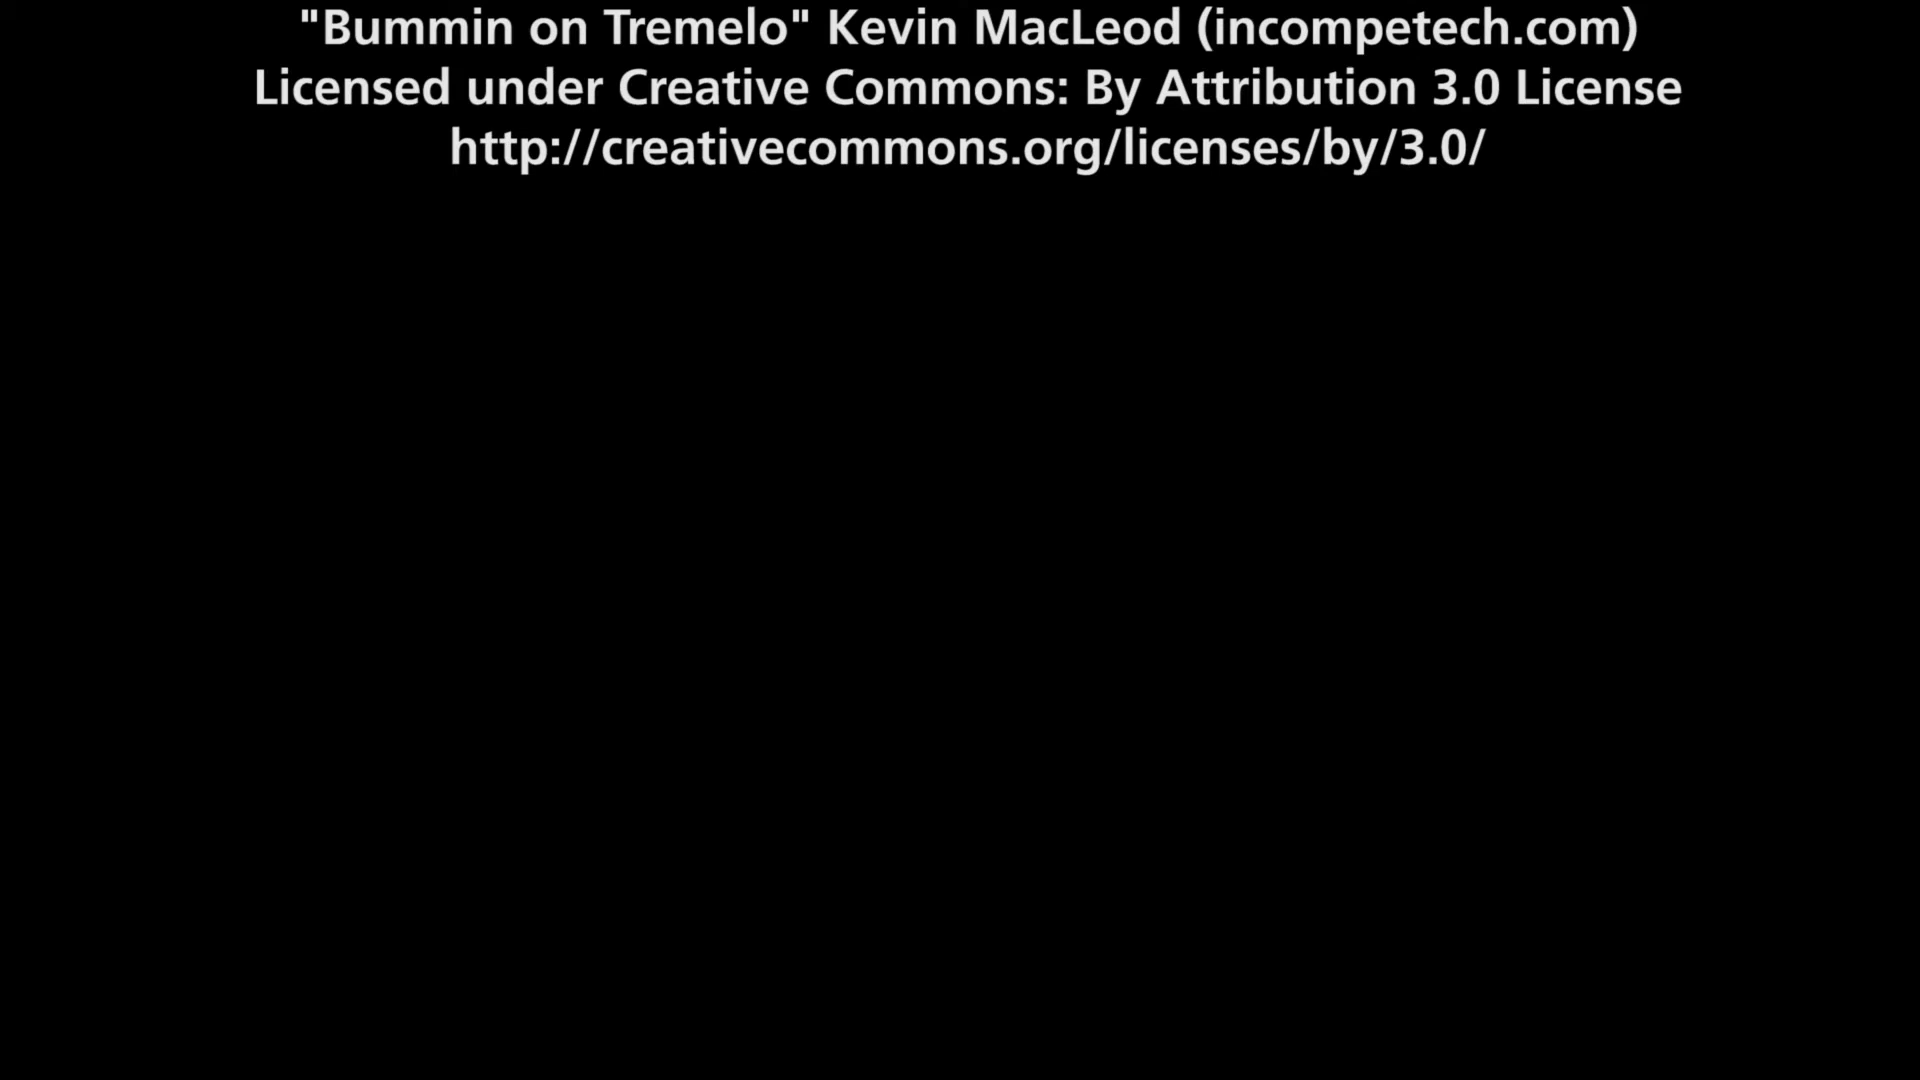 "Bummin on Tremelo" Kevin MacLeod (incompetech.com)
Licensed under Creative Commons: By Attribution 3.0 License
http://creativecommons.org/licenses/by/3.0/